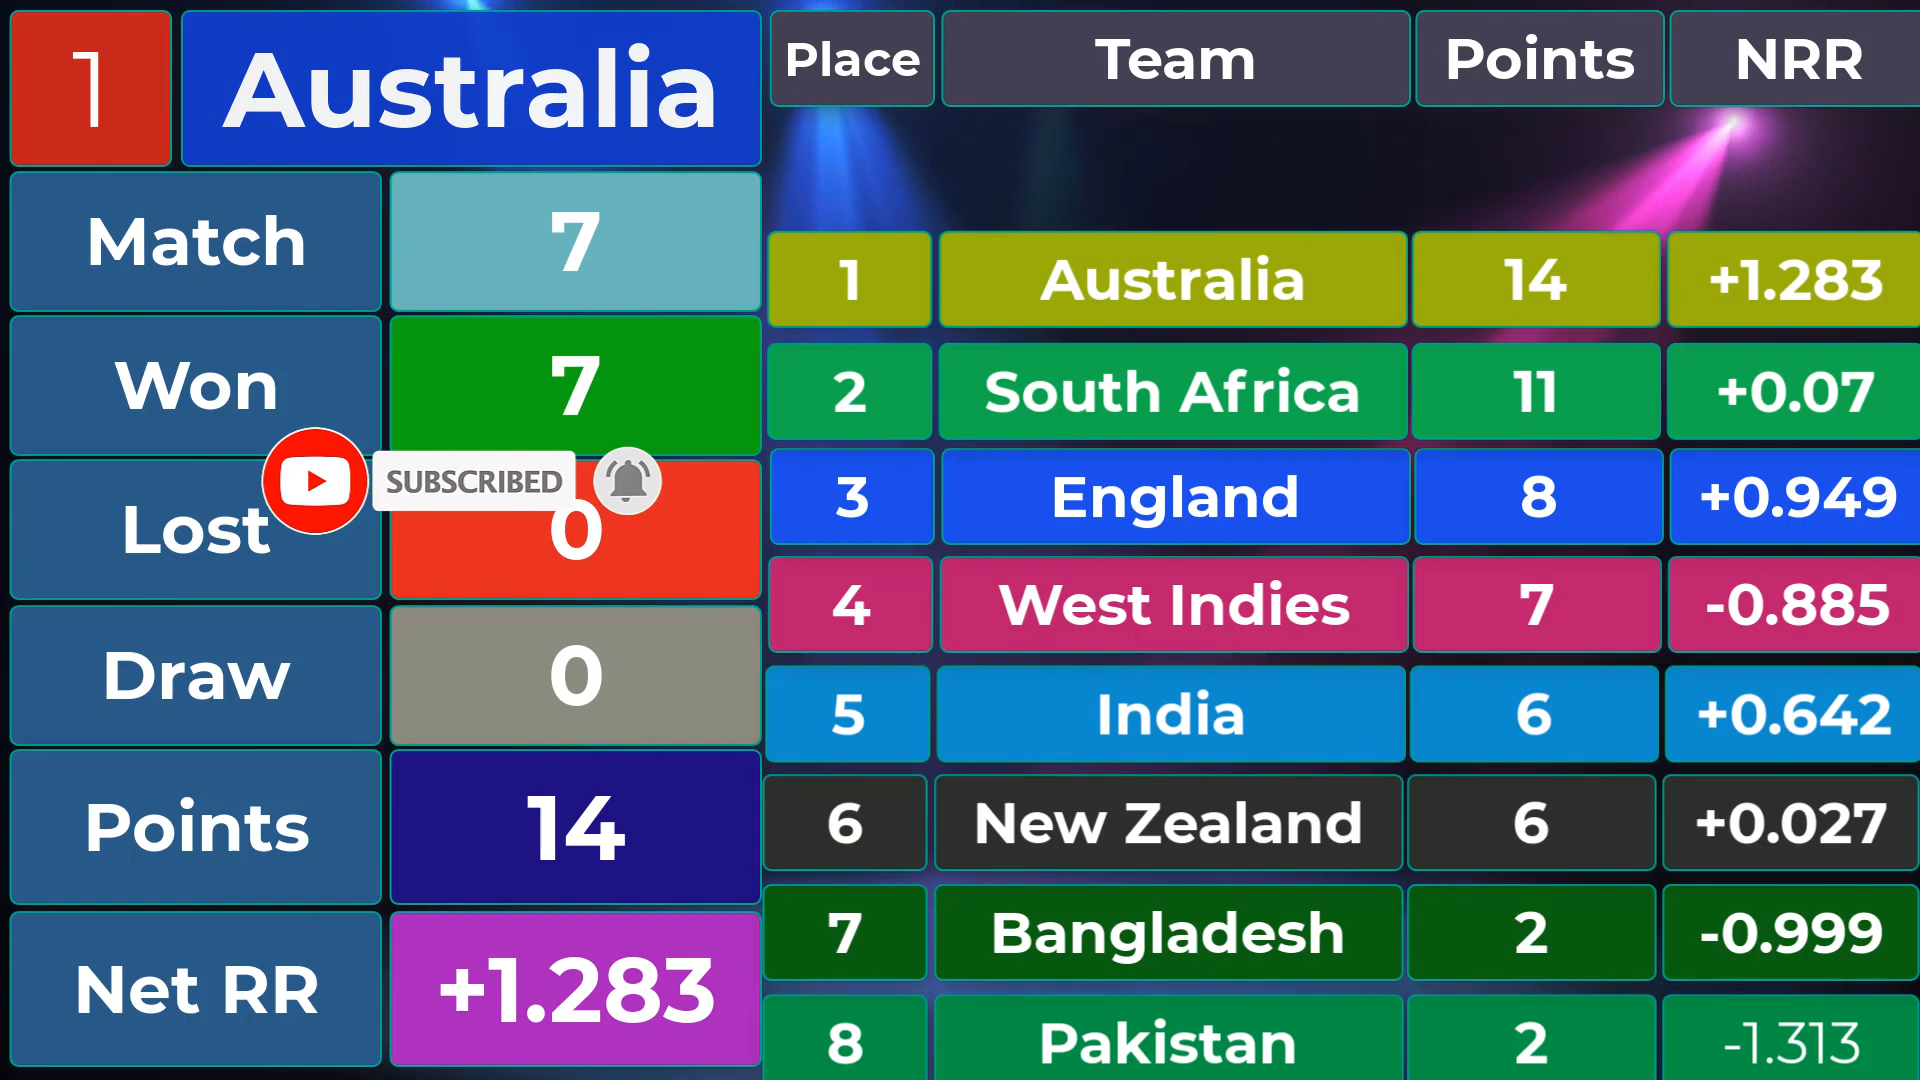 1 Australia
Match 7
Won 7
SUBSCRIBED
Lost 0
Draw 0
Points 14
Net RR +1.283
Place Team Points NRR
1 Australia 14 +1.283
2 South Africa 11 +0.07
3 England 8 +0.949
4 West Indies 7 -0.885
5 India 6 +0.642
6 New Zealand 6 +0.027
7 Bangladesh 2 -0.999
8 Pakistan 2 -1.313